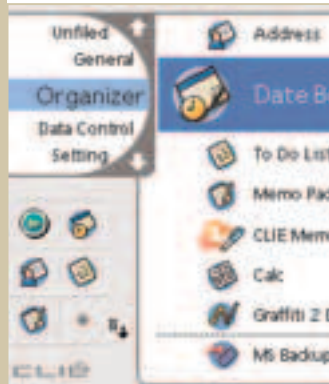 Unfiled
General
Organizer
Data Control
Setting
Address
Date B
To Do List
Memo Pad
CLIE Memo
Calc
Graffiti 2
MS Backup
CLIE